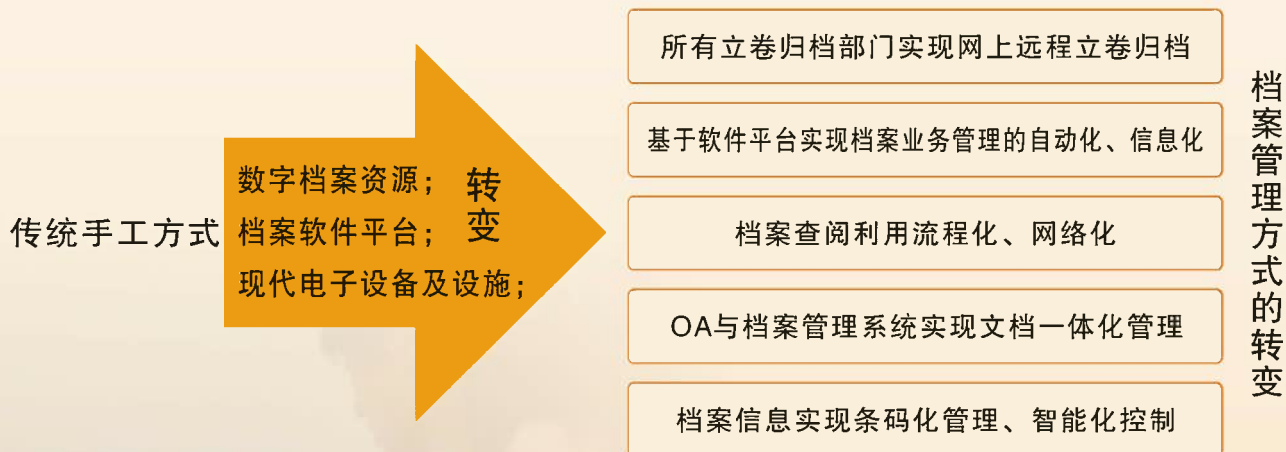 传统手工方式
数字档案资源；
档案软件平台；
现代电子设备及设施；
转变
所有立卷归档部门实现网上远程立卷归档
基于软件平台实现档案业务管理的自动化、信息化
档案查阅利用流程化、网络化
OA与档案管理系统实现文档一体化管理
档案信息实现条码化管理、智能化控制
档案管理方式的转变